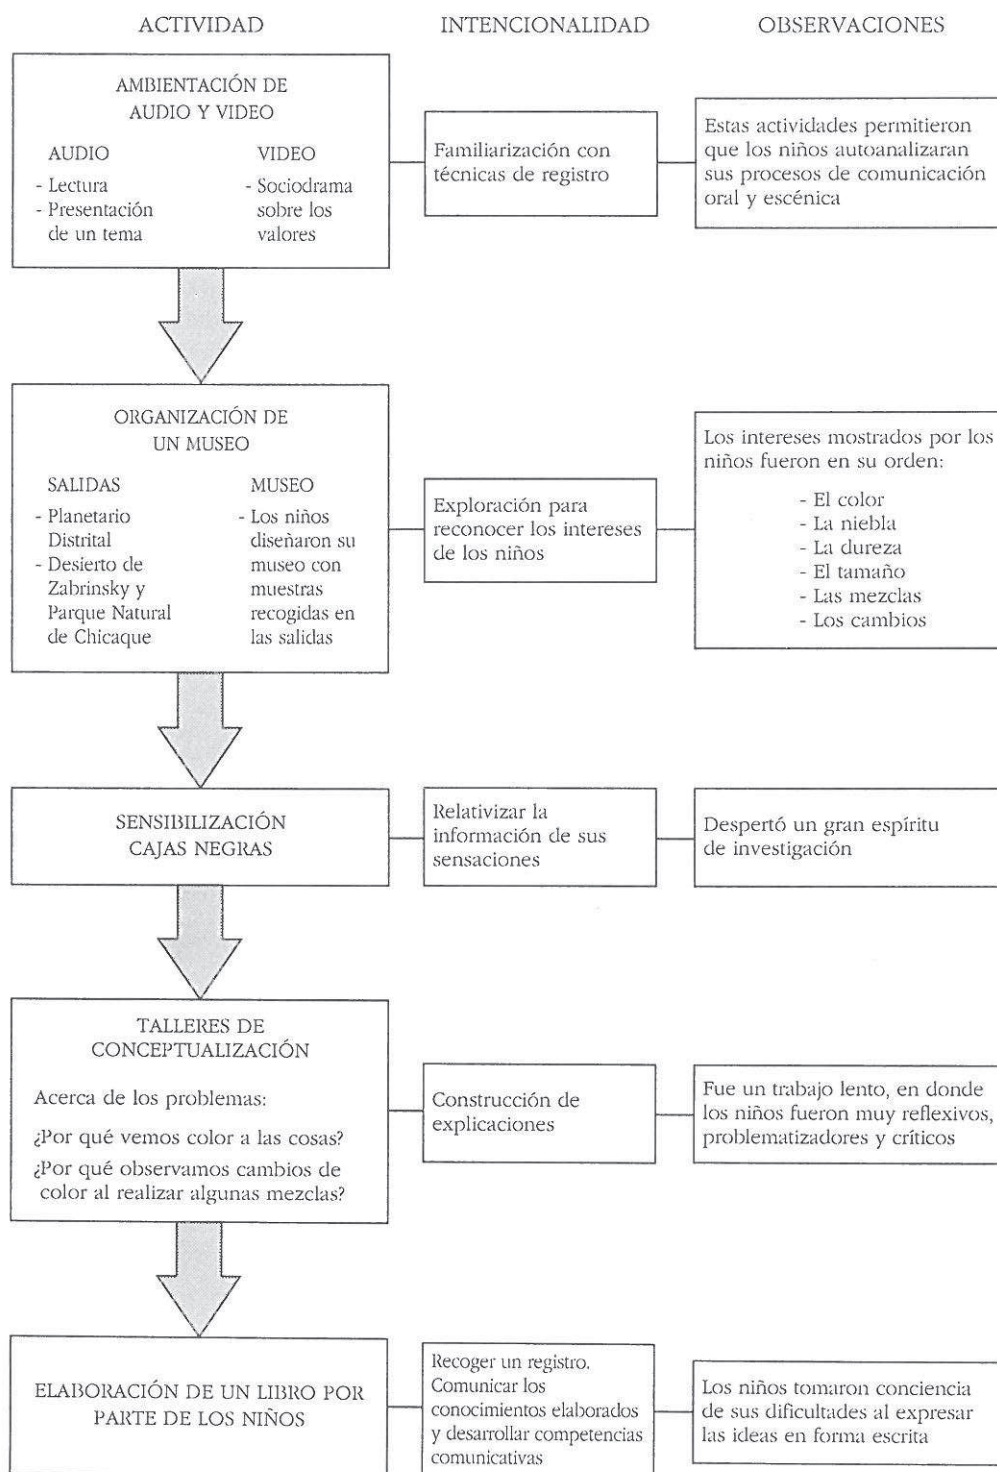 ACTIVIDAD
INTENCIONALIDAD
OBSERVACIONES
AMBIENTACIÓN DE
AUDIO Y VIDEO
AUDIO
- Lectura
- Presentación
de un tema
VIDEO
- Sociodrama
sobre los
valores
Familiarización con
técnicas de registro
Estas actividades permitieron
que los niños autoanalizaran
sus procesos de comunicación
oral y escénica
ORGANIZACIÓN DE
UN MUSEO
SALIDAS
- Planetario
Distrital
- Desierto de
Zabrinsky y
Parque Natural
de Chicaque
MUSEO
- Los niños
diseñaron su
museo con
muestras
recogidas en
las salidas
Exploración para
reconocer los intereses
de los niños
Los intereses mostrados por los
niños fueron en su orden:
- El color
- La niebla
- La dureza
- El tamaño
- Las mezclas
- Los cambios
SENSIBILIZACIÓN
CAJAS NEGRAS
Relativizar la
información de sus
sensaciones
Despertó un gran espíritu
de investigación
TALLERES DE
CONCEPTUALIZACIÓN
Acerca de los problemas:
¿Por qué vemos color a las cosas?
¿Por qué observamos cambios de
color al realizar algunas mezclas?
Construcción de
explicaciones
Fue un trabajo lento, en donde
los niños fueron muy reflexivos,
problematizadores y críticos
ELABORACIÓN DE UN LIBRO POR
PARTE DE LOS NIÑOS
Recoger un registro.
Comunicar los
conocimientos elaborados
y desarrollar competencias
comunicativas
Los niños tomaron conciencia
de sus dificultades al expresar
las ideas en forma escrita